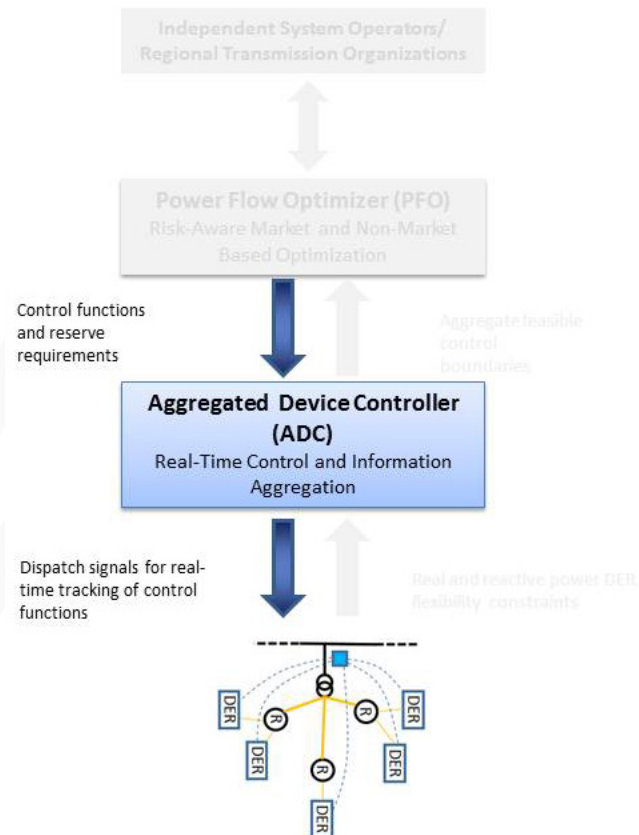 Independent System Operators/
Regional Transmission Organizations
Power Flow Optimizer (PFO)
Risk-Aware Market and Non-Market
Based Optimization
Control functions
and reserve
requirements
Aggregate feasible
control
boundaries
Aggregated Device Controller
(ADC)
Real-Time Control and Information
Aggregation
Dispatch signals for real-
time tracking of control
functions
Real and reactive power DER
flexibility constraints
DER
R
DER
R
DER
DER
R
DER